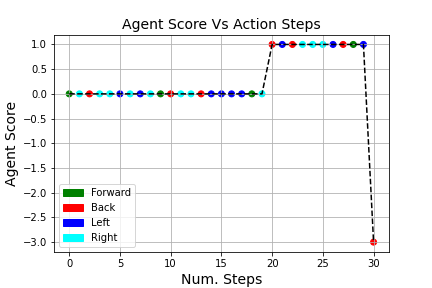 Agent Score Vs Action Steps
Agent Score
1.0
0.5
0.0
−0.5
−1.0
−1.5
−2.0
−2.5
−3.0
Forward
Back
Left
Right
0 5 10 15 20 25 30
Num. Steps